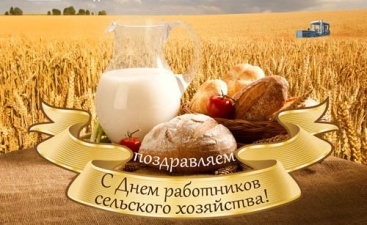 поздравляем
С Днем работников
сельского хозяйства!